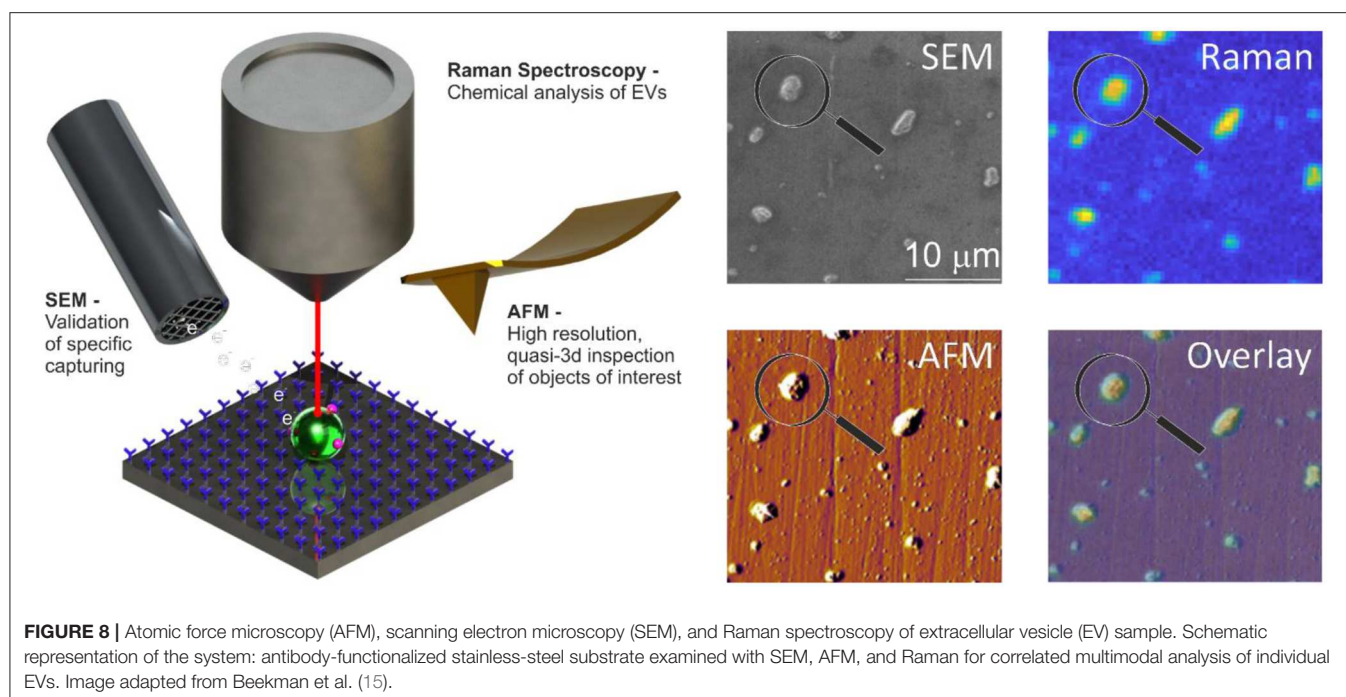 Raman Spectroscopy -
Chemical analysis of EVs
SEM -
Validation
of specific
capturing
AFM -
High resolution,
quasi-3d inspection
of objects of interest
e
e⁻
e⁻
e⁻
e
e
SEM
10 µm
Raman
AFM
Overlay
FIGURE 8 | Atomic force microscopy (AFM), scanning electron microscopy (SEM), and Raman spectroscopy of extracellular vesicle (EV) sample. Schematic
representation of the system: antibody-functionalized stainless-steel substrate examined with SEM, AFM, and Raman for correlated multimodal analysis of individual
EVs. Image adapted from Beekman et al. (15).